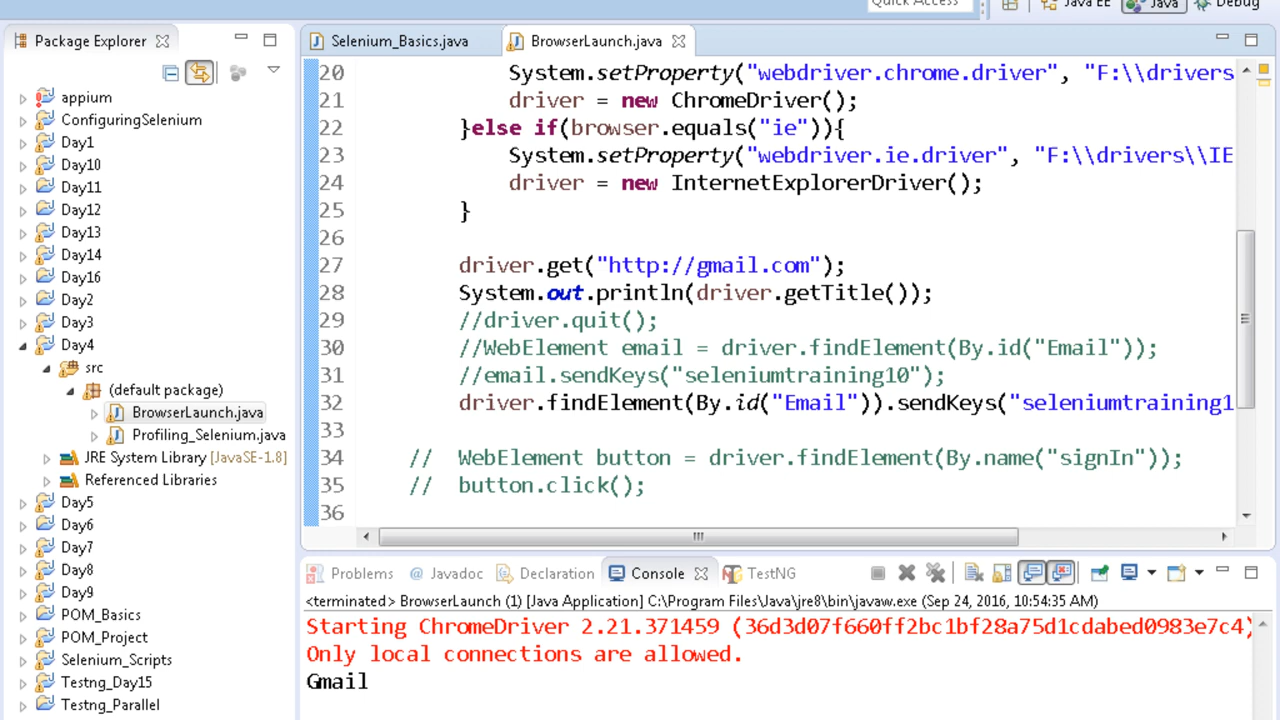 Quick Access
Java EE
Java
Debug
Package Explorer
appium
ConfiguringSelenium
Day1
Day10
Day11
Day12
Day13
Day14
Day16
Day2
Day3
Day4
src
(default package)
BrowserLaunch.java
Profiling_Selenium.java
JRE System Library [JavaSE-1.8]
Referenced Libraries
Day5
Day6
Day7
Day8
Day9
POM_Basics
POM_Project
Selenium_Scripts
Testng_Day15
Testng_Parallel
Selenium_Basics.java
BrowserLaunch.java
20 System.setProperty("webdriver.chrome.driver", "F:\\drivers
21 driver = new ChromeDriver();
22 }else if(browser.equals("ie")){
23 System.setProperty("webdriver.ie.driver", "F:\\drivers\\IE
24 driver = new InternetExplorerDriver();
25 }
26
27 driver.get("http://gmail.com");
28 System.out.println(driver.getTitle());
29 //driver.quit();
30 //WebElement email = driver.findElement(By.id("Email"));
31 //email.sendKeys("seleniumtraining10");
32 driver.findElement(By.id("Email")).sendKeys("seleniumtraining1
33
34 // WebElement button = driver.findElement(By.name("signIn"));
35 // button.click();
36
Problems
@ Javadoc
Declaration
Console
TestNG
<terminated> BrowserLaunch (1) [Java Application] C:\Program Files\Java\jre8\bin\javaw.exe (Sep 24, 2016, 10:54:35 AM)
Starting ChromeDriver 2.21.371459 (36d3d07f660ff2bc1bf28a75d1cdabed0983e7c4)
Only local connections are allowed.
Gmail